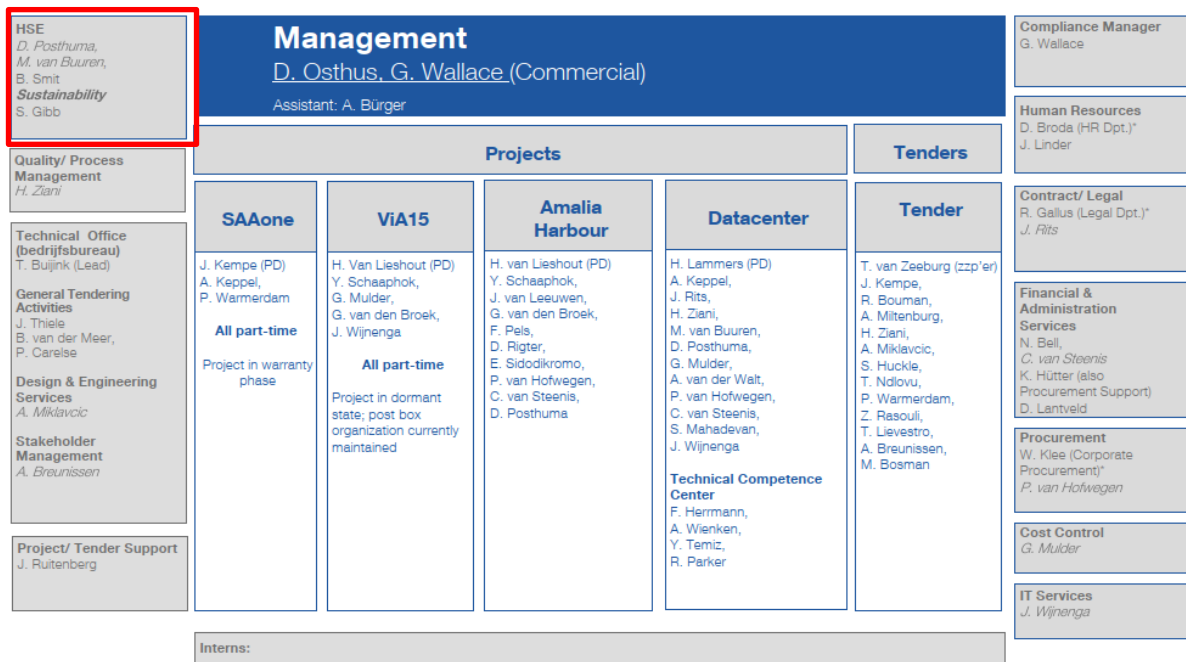 HSE
D. Posthuma,
M. van Buuren,
B. Smit
Sustainability
S. Gibb
Quality/ Process
Management
H. Ziani
Technical Office
(bedrijfsbureau)
T. Buijink (Lead)
General Tendering
Activities
J. Thiele
B. van der Meer,
P. Carelse
Design & Engineering
Services
A. Miklavcic
Stakeholder
Management
A. Breunissen
Project/ Tender Support
J. Ruitenberg
Management
D. Osthus, G. Wallace (Commercial)
Assistant: A. Bürger
Projects
Tenders
SAAone
J. Kempe (PD)
A. Keppel,
P. Warmerdam
All part-time
Project in warranty
phase
ViA15
H. Van Lieshout (PD)
Y. Schaaphok,
G. Mulder,
G. van den Broek,
J. Wijnenga
All part-time
Project in dormant
state; post box
organization currently
maintained
Amalia
Harbour
H. van Lieshout (PD)
Y. Schaaphok,
J. van Leeuwen,
G. van den Broek,
F. Pels,
D. Rigter,
E. Sidodikromo,
P. van Hofwegen,
C. van Steenis,
D. Posthuma
Datacenter
H. Lammers (PD)
A. Keppel,
J. Rits,
H. Ziani,
M. van Buuren,
D. Posthuma,
G. Mulder,
A. van der Walt,
P. van Hofwegen,
C. van Steenis,
S. Mahadevan,
J. Wijnenga
Technical Competence
Center
F. Herrmann,
A. Wienken,
Y. Temiz,
R. Parker
Tender
T. van Zeeburg (zzp'er)
J. Kempe,
R. Bouman,
A. Miltenburg,
H. Ziani,
A. Miklavcic,
S. Huckle,
T. Ndlovu,
P. Warmerdam,
Z. Rasouli,
T. Lievestro,
A. Breunissen,
M. Bosman
Compliance Manager
G. Wallace
Human Resources
D. Broda (HR Dpt.)*
J. Linder
Contract/ Legal
R. Gallus (Legal Dpt.)*
J. Rits
Financial &
Administration
Services
N. Bell,
C. van Steenis
K. Hütter (also
Procurement Support)
D. Lantveld
Procurement
W. Klee (Corporate
Procurement)*
P. van Hofwegen
Cost Control
G. Mulder
IT Services
J. Wijnenga
Interns: